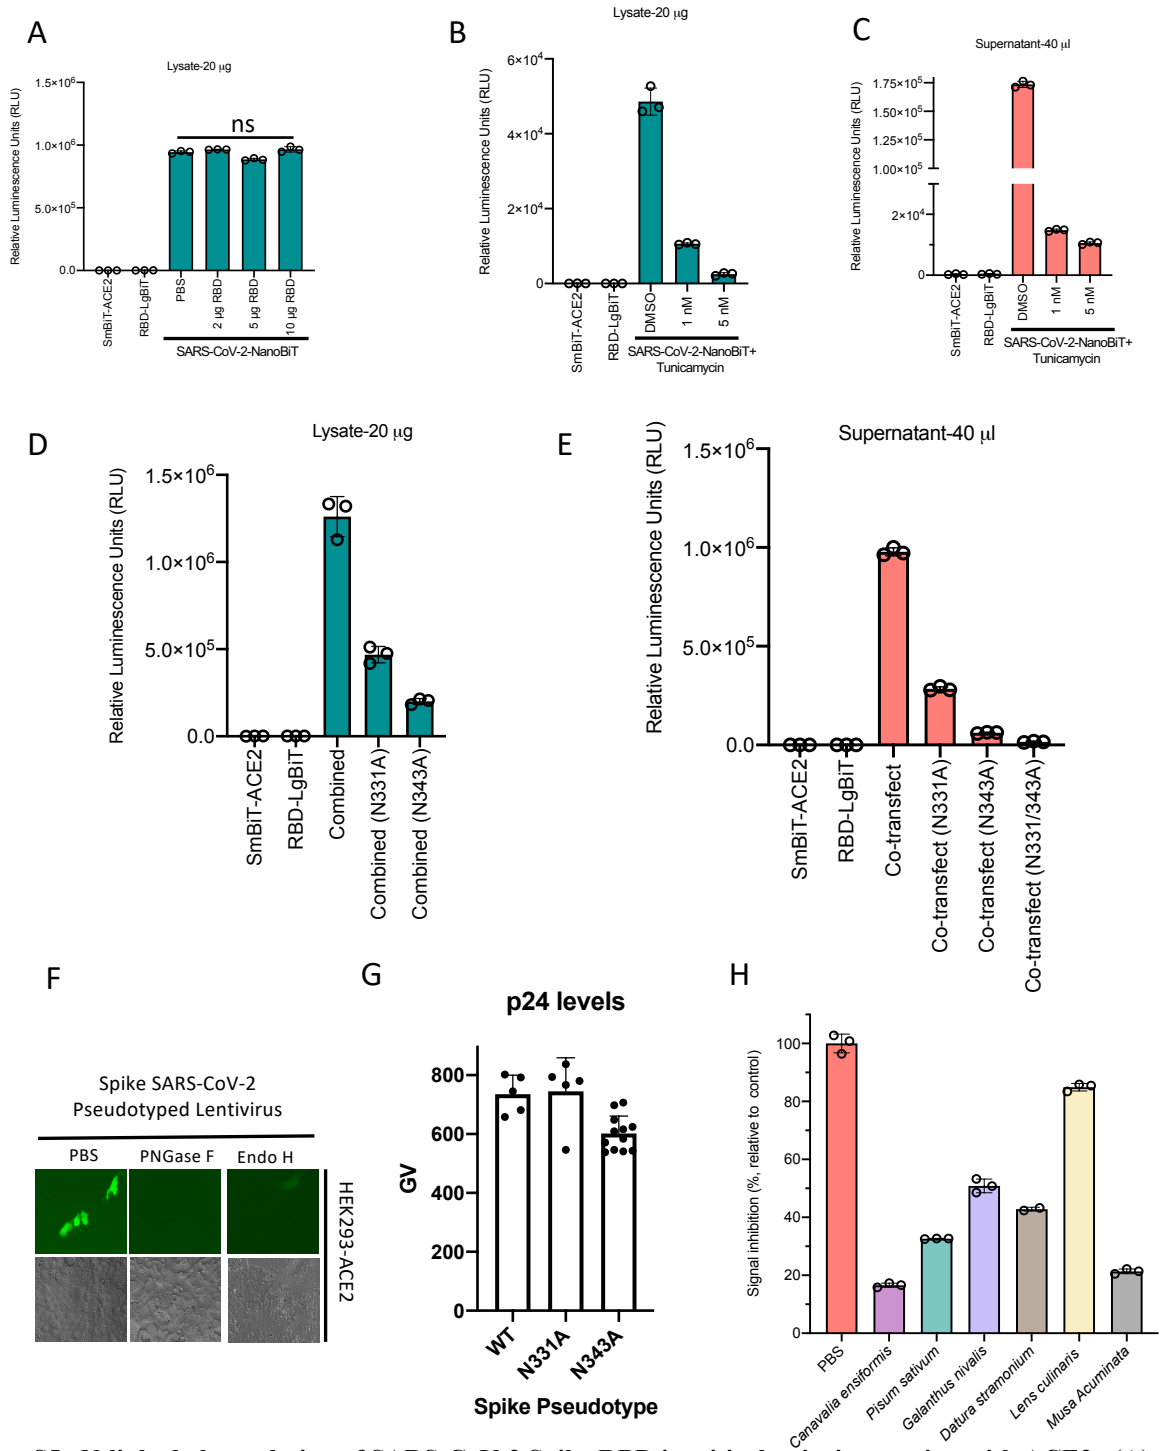 A
Lysate-20 µg
Relative Luminescence Units (RLU)
1.5×10⁶
1.0×10⁶
5.0×10⁵
0.0
ns
SmBiT-ACE2
RBD-LgBiT
PBS
2 µg RBD
5 µg RBD
10 µg RBD
SARS-CoV-2-NanoBiT
B
Lysate-20 µg
Relative Luminescence Units (RLU)
6×10⁴
4×10⁴
2×10⁴
0
SmBiT-ACE2
RBD-LgBiT
DMSO
1 nM
5 nM
SARS-CoV-2-NanoBiT+
Tunicamycin
C
Supernatant-40 µl
Relative Luminescence Units (RLU)
1.75×10⁵
1.50×10⁵
1.25×10⁵
1.00×10⁵
2×10⁴
0
SmBiT-ACE2
RBD-LgBiT
DMSO
1 nM
5 nM
SARS-CoV-2-NanoBiT+
Tunicamycin
D
Lysate-20 µg
Relative Luminescence Units (RLU)
1.5×10⁶
1.0×10⁶
5.0×10⁵
0.0
SmBiT-ACE2
RBD-LgBiT
Combined
Combined (N331A)
Combined (N343A)
E
Supernatant-40 µl
Relative Luminescence Units (RLU)
1.5×10⁶
1.0×10⁶
5.0×10⁵
0.0
SmBiT-ACE2
RBD-LgBiT
Co-transfect
Co-transfect (N331A)
Co-transfect (N343A)
Co-transfect (N331/343A)
F
Spike SARS-CoV-2
Pseudotyped Lentivirus
PBS
PNGase F
Endo H
HEK293-ACE2
G
p24 levels
GV
800
600
400
200
0
WT
N331A
N343A
Spike Pseudotype
H
Signal inhibition (%, relative to control)
100
80
60
40
20
0
PBS
Canavalia ensiformis
Pisum sativum
Galanthus nivalis
Datura stramonium
Lens culinaris
Musa Acuminata